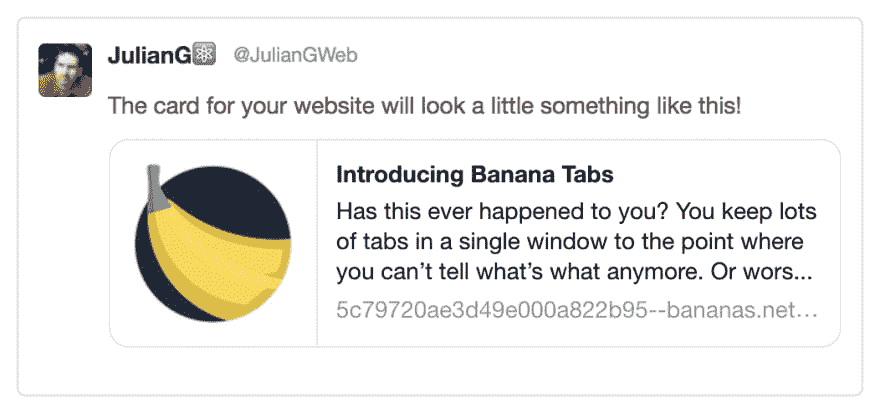 JulianG⚛ @JulianGWeb
The card for your website will look a little something like this!
Introducing Banana Tabs
Has this ever happened to you? You keep lots
of tabs in a single window to the point where
you can’t tell what’s what anymore. Or wors...
5c79720ae3d49e000a822b95--bananas.net...